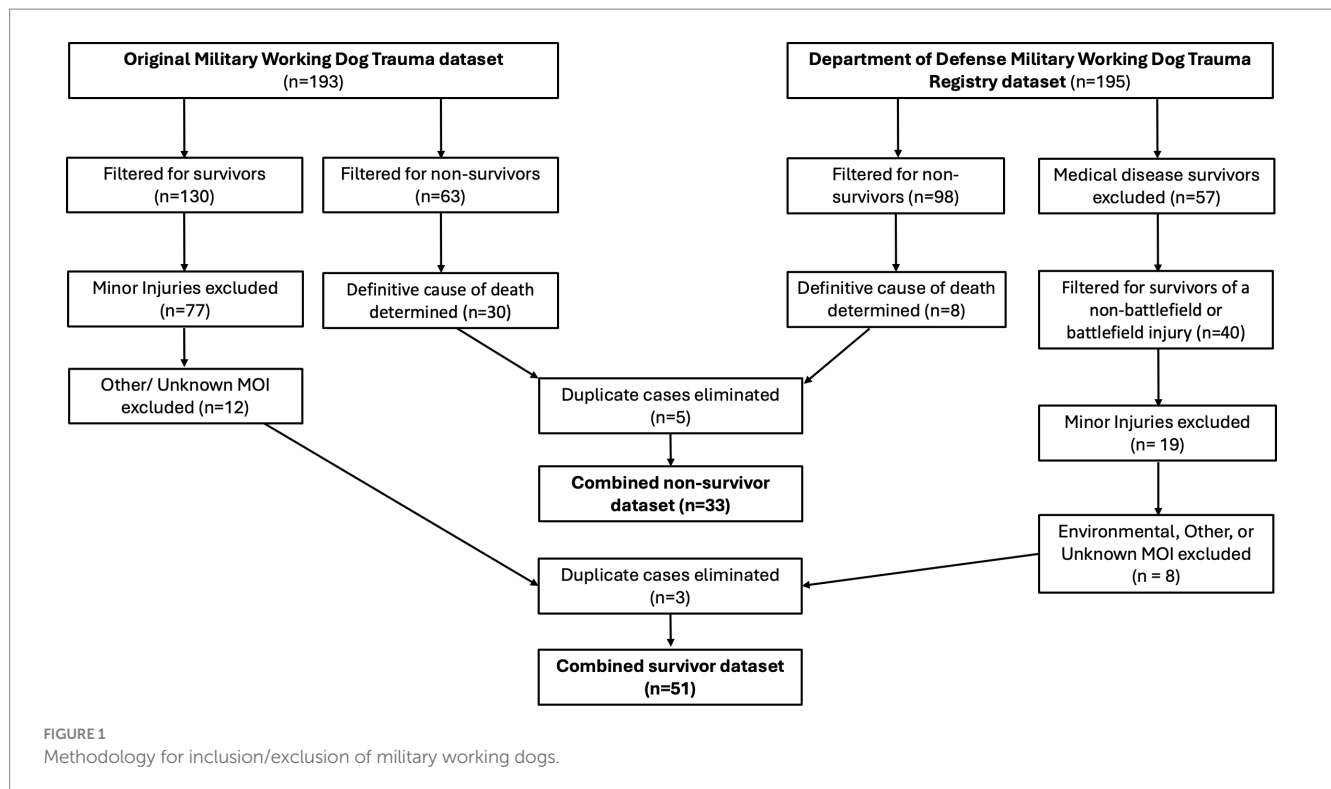 Original Military Working Dog Trauma dataset
(n=193)
Department of Defense Military Working Dog Trauma
Registry dataset (n=195)
Filtered for survivors
(n=130)
Filtered for non-survivors
(n=63)
Filtered for non-
survivors (n=98)
Medical disease survivors
excluded (n=57)
Minor Injuries excluded
(n=77)
Definitive cause of death
determined (n=30)
Definitive cause of death
determined (n=8)
Filtered for survivors of a
non-battlefield or
battlefield injury (n=40)
Other/ Unknown MOI
excluded (n=12)
Duplicate cases eliminated
(n=5)
Minor Injuries excluded
(n= 19)
Combined non-survivor
dataset (n=33)
Environmental, Other, or
Unknown MOI excluded
(n = 8)
Duplicate cases eliminated
(n=3)
Combined survivor dataset
(n=51)
FIGURE 1
Methodology for inclusion/exclusion of military working dogs.